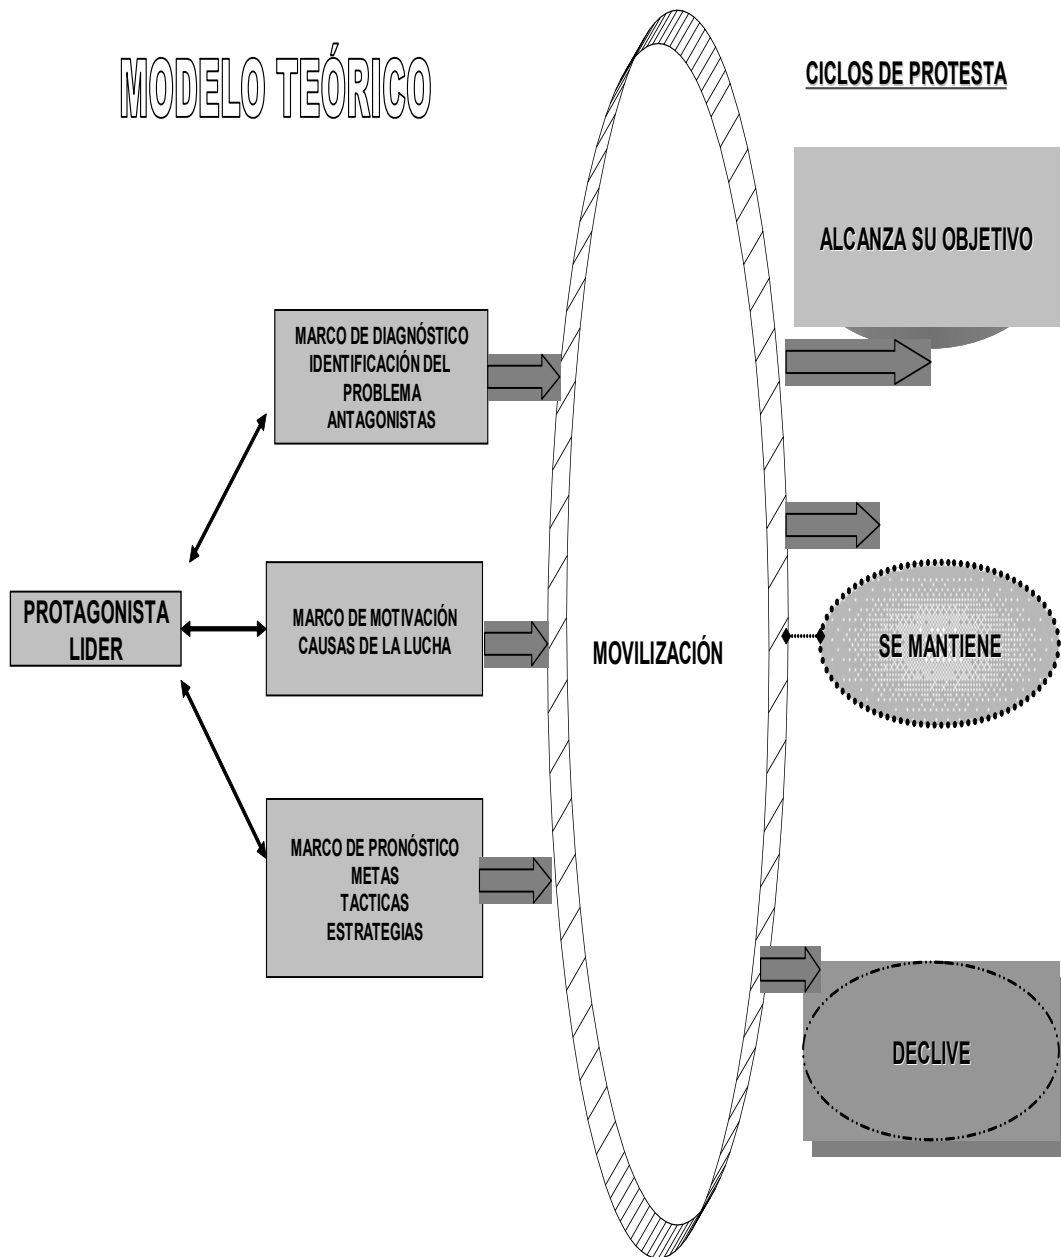 MODELO TEÓRICO
CICLOS DE PROTESTA
ALCANZA SU OBJETIVO
MARCO DE DIAGNÓSTICO
IDENTIFICACIÓN DEL
PROBLEMA
ANTAGONISTAS
PROTAGONISTA
LIDER
MARCO DE MOTIVACIÓN
CAUSAS DE LA LUCHA
MOVILIZACIÓN
SE MANTIENE
MARCO DE PRONÓSTICO
METAS
TACTICAS
ESTRATEGIAS
DECLIVE